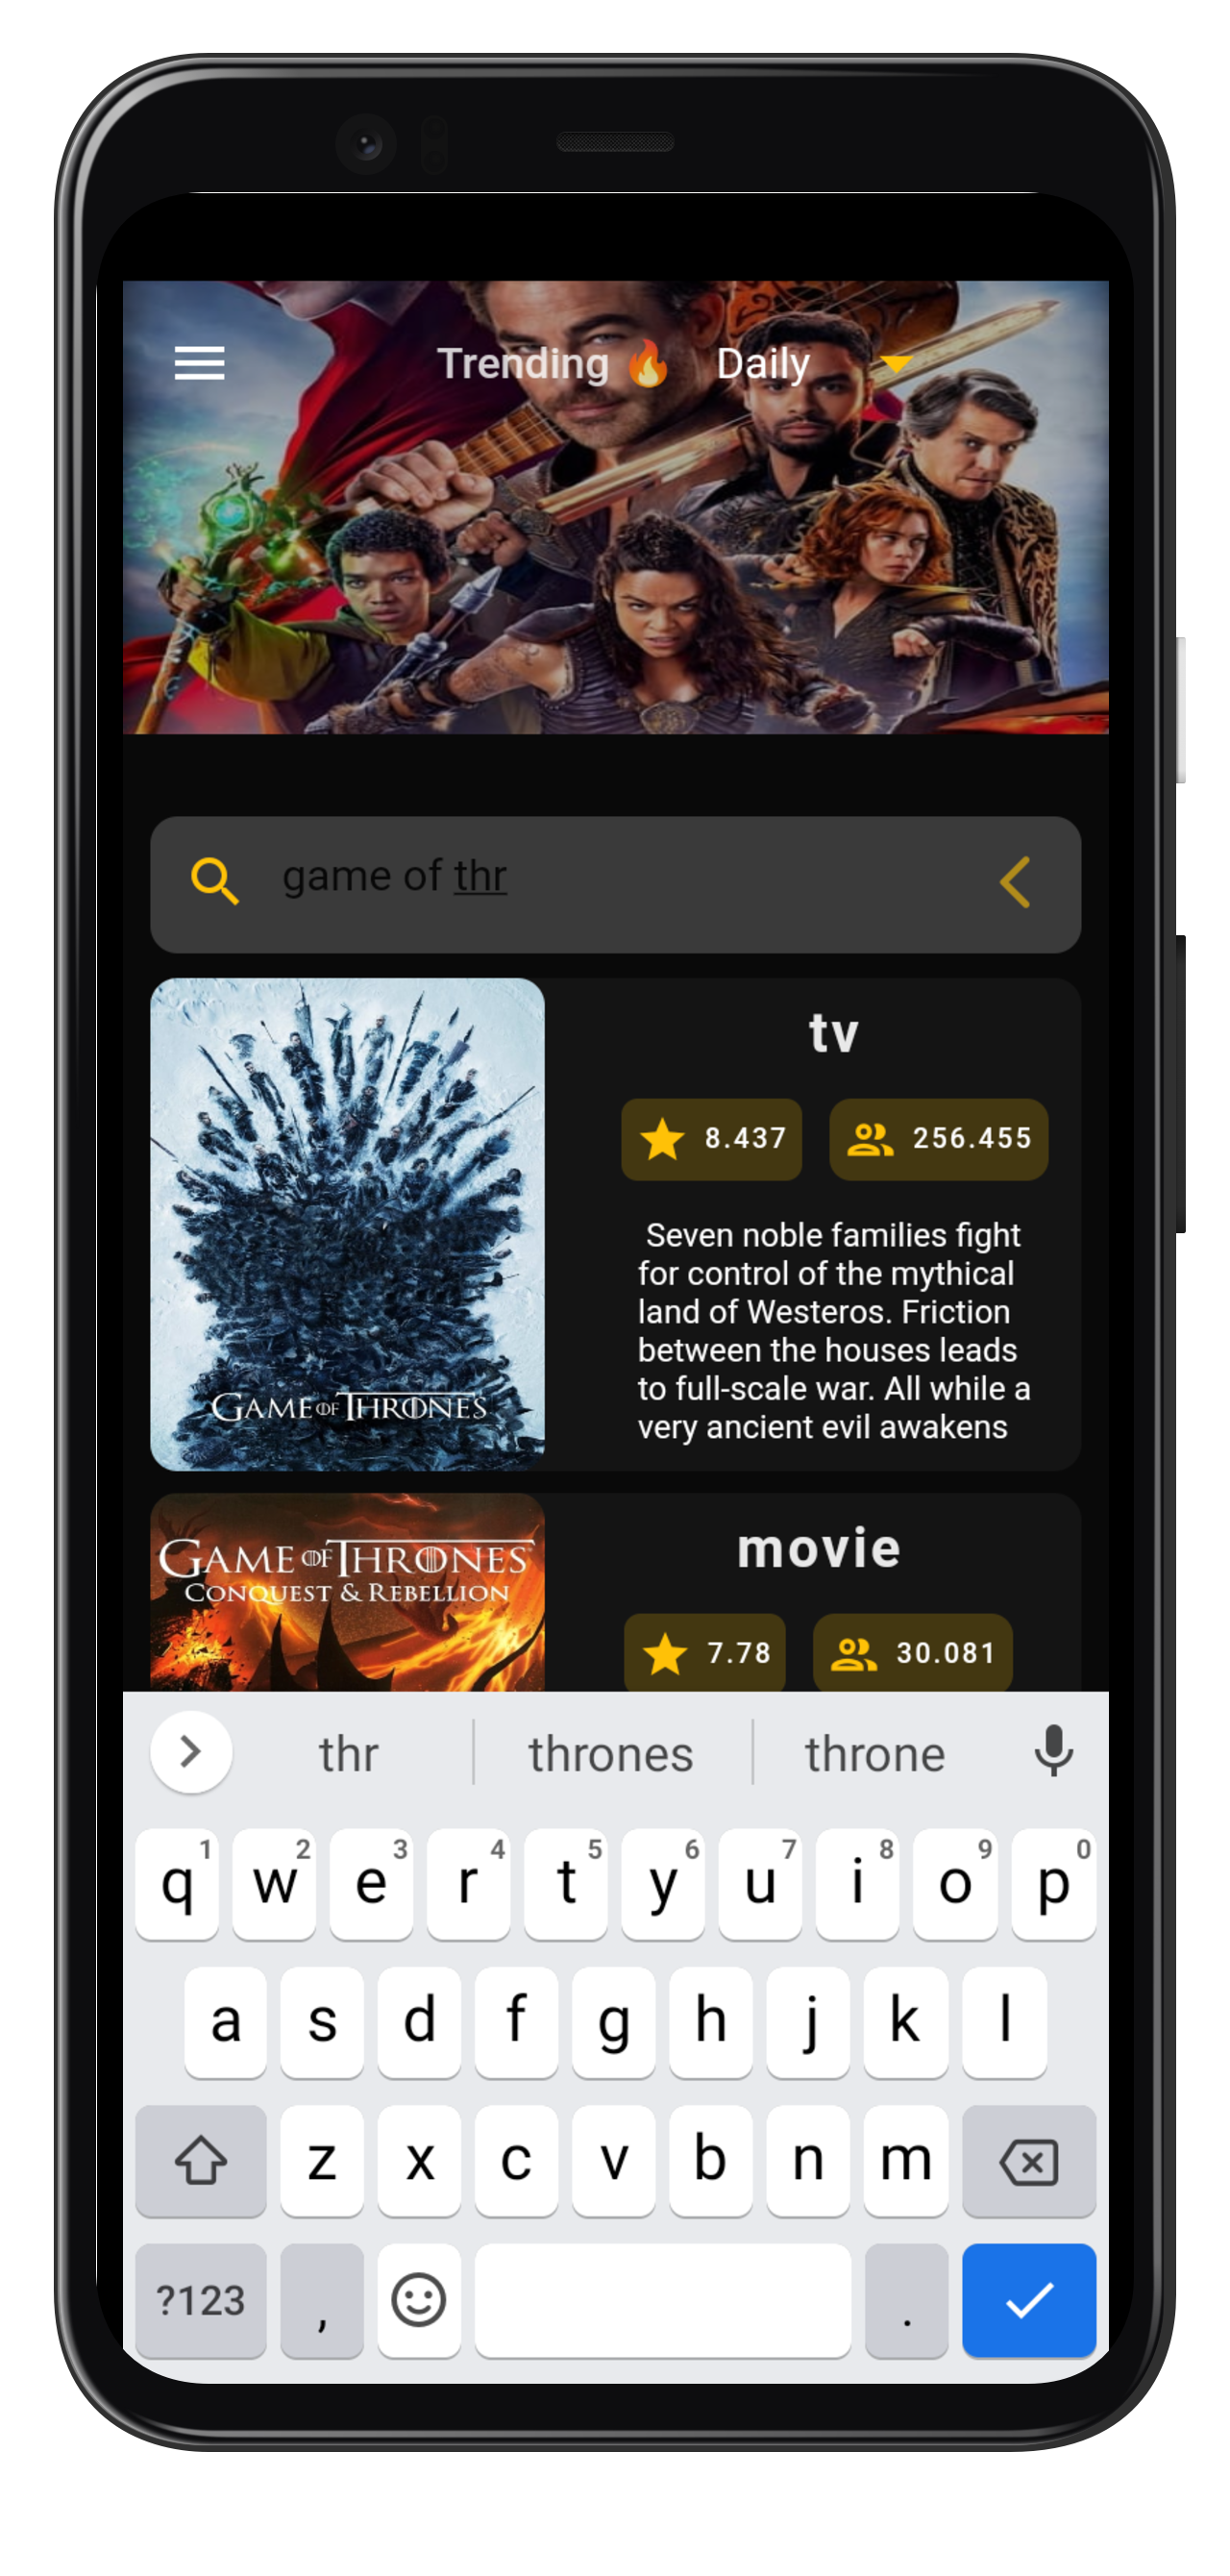 Trending 🔥 Daily
game of thr
tv
8.437 256.455
Seven noble families fight
for control of the mythical
land of Westeros. Friction
between the houses leads
to full-scale war. All while a
very ancient evil awakens
GAME OF THRONES
movie
GAME OF THRONES
CONQUEST & REBELLION
7.78 30.081
thr thrones throne
1 2 3 4 5 6 7 8 9 0
q w e r t y u i o p
a s d f g h j k l
z x c v b n m
?123 , .